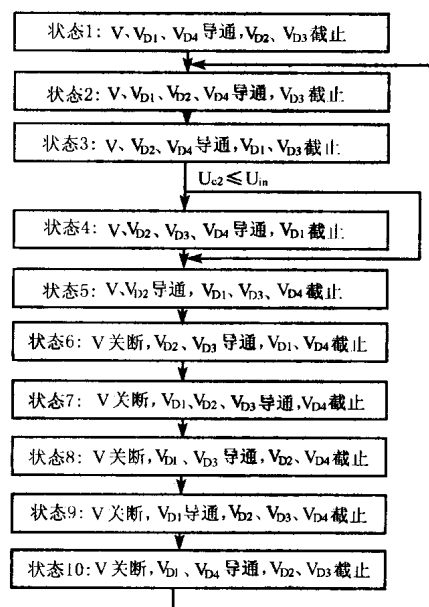 状态1: V、VD1、VD4导通,VD2、VD3截止
状态2: V、VD1、VD2、VD4导通,VD3截止
状态3: V、VD2、VD4导通,VD1、VD3截止
Uc2≤Uin
状态4: V、VD2、VD3、VD4导通,VD1截止
状态5: V、VD2导通, VD1、VD3、VD4截止
状态6: V关断,VD2、VD3导通,VD1、VD4截止
状态7: V关断,VD1、VD2、VD3导通,VD4截止
状态8: V关断,VD1、VD3导通,VD2、VD4截止
状态9: V关断,VD1导通,VD2、VD3、VD4截止
状态10: V关断,VD1、VD4导通,VD2、VD3截止